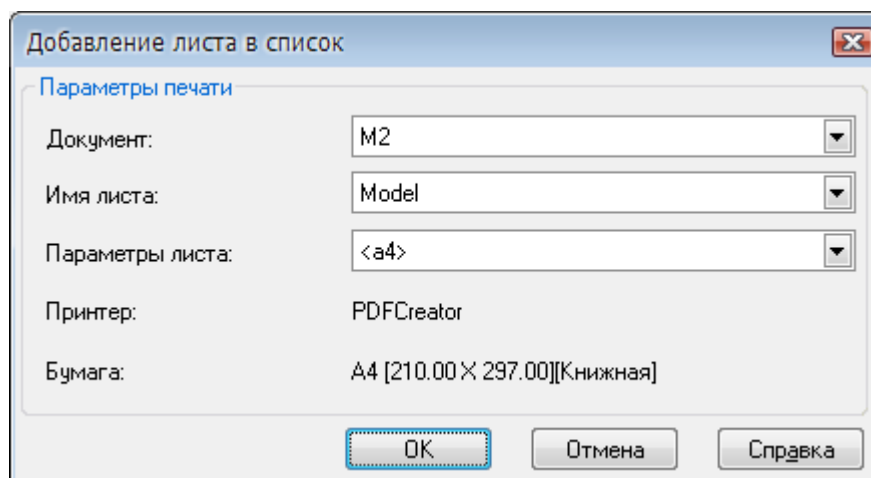 Добавление листа в список
Параметры печати
Документ: M2
Имя листа: Model
Параметры листа: <a4>
Принтер: PDFCreator
Бумага: A4 [210.00 X 297.00][Книжная]
OK Отмена Справка